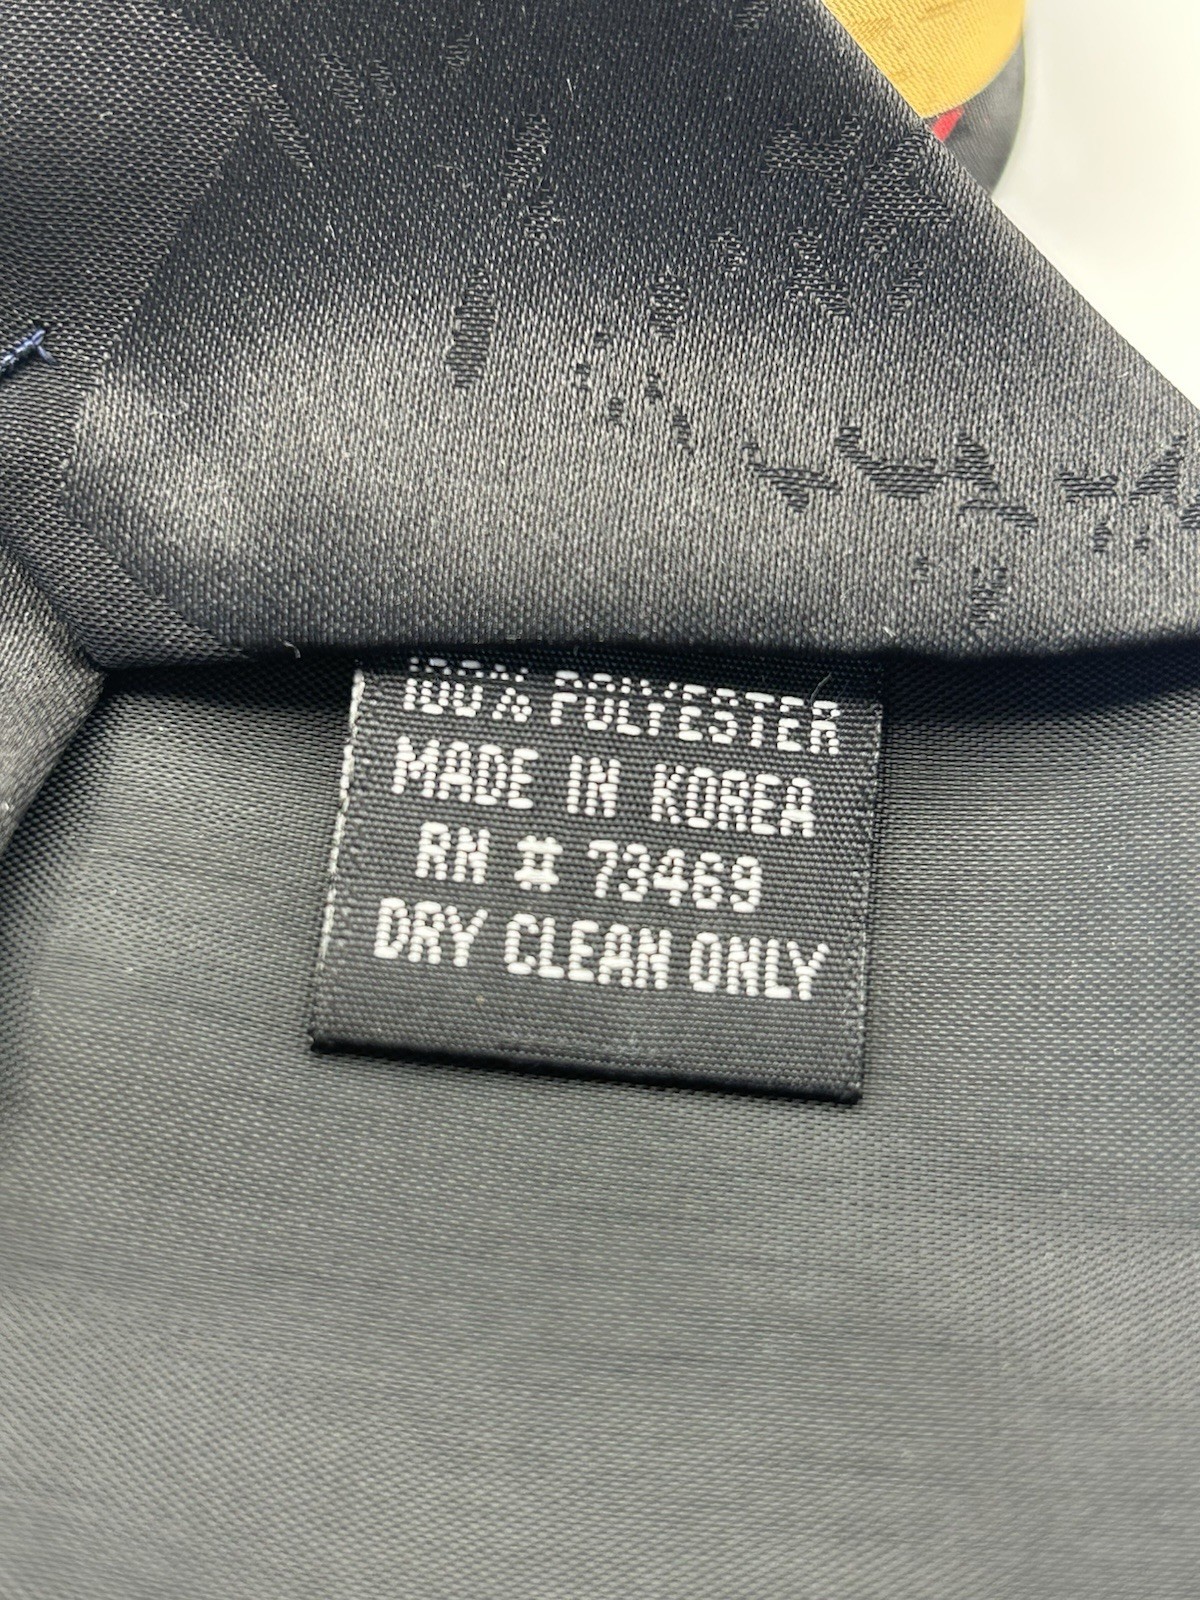 100% POLYESTER
MADE IN KOREA
RN # 73469
DRY CLEAN ONLY